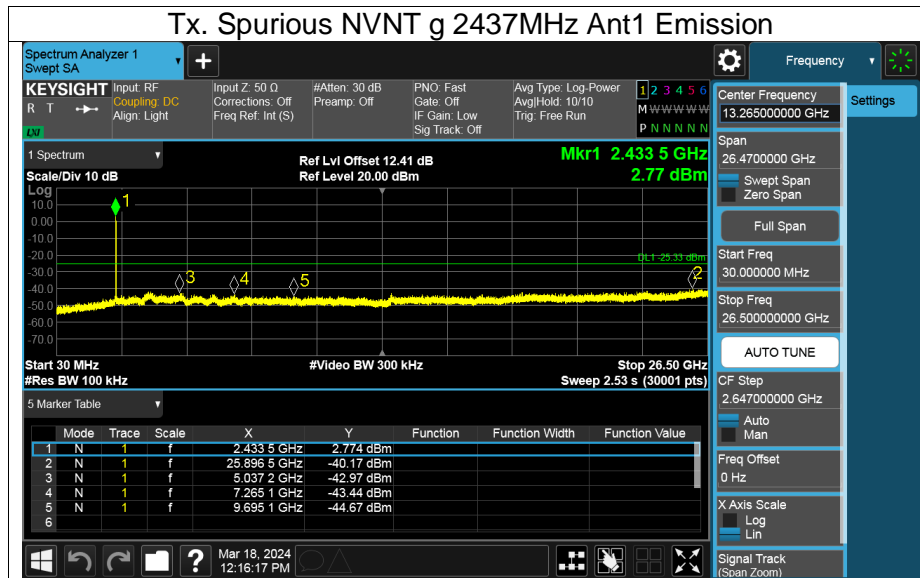 Tx. Spurious NVNT g 2437MHz Ant1 Emission
Spectrum Analyzer 1
Swept SA
+
Frequency
Settings
KEYSIGHT
R T
LXI
Input: RF
Coupling: DC
Align: Light
Input Z: 50 Ω
Corrections: Off
Freq Ref: Int (S)
#Atten: 30 dB
Preamp: Off
PNO: Fast
Gate: Off
IF Gain: Low
Sig Track: Off
Avg Type: Log-Power
Avg|Hold: 10/10
Trig: Free Run
1 2 3 4 5 6
M W W W W W
P N N N N N
1 Spectrum
Scale/Div 10 dB
Ref Lvl Offset 12.41 dB
Ref Level 20.00 dBm
Mkr1 2.433 5 GHz
2.77 dBm
Log
10.0
0.00
-10.0
-20.0
-30.0
-40.0
-50.0
-60.0
-70.0
1
3
4
5
2
DL1 -25.33 dBm
Start 30 MHz
#Video BW 300 kHz
Stop 26.50 GHz
#Res BW 100 kHz
Sweep 2.53 s (30001 pts)
5 Marker Table
Mode Trace Scale X Y Function Function Width Function Value
1 N 1 f 2.433 5 GHz 2.774 dBm
2 N 1 f 25.896 5 GHz -40.17 dBm
3 N 1 f 5.037 2 GHz -42.97 dBm
4 N 1 f 7.265 1 GHz -43.44 dBm
5 N 1 f 9.695 1 GHz -44.67 dBm
6
Center Frequency
13.265000000 GHz
Span
26.4700000 GHz
Swept Span
Zero Span
Full Span
Start Freq
30.000000 MHz
Stop Freq
26.500000000 GHz
AUTO TUNE
CF Step
2.647000000 GHz
Auto
Man
Freq Offset
0 Hz
X Axis Scale
Log
Lin
Signal Track
(Span Zoom)
?
Mar 18, 2024
12:16:17 PM